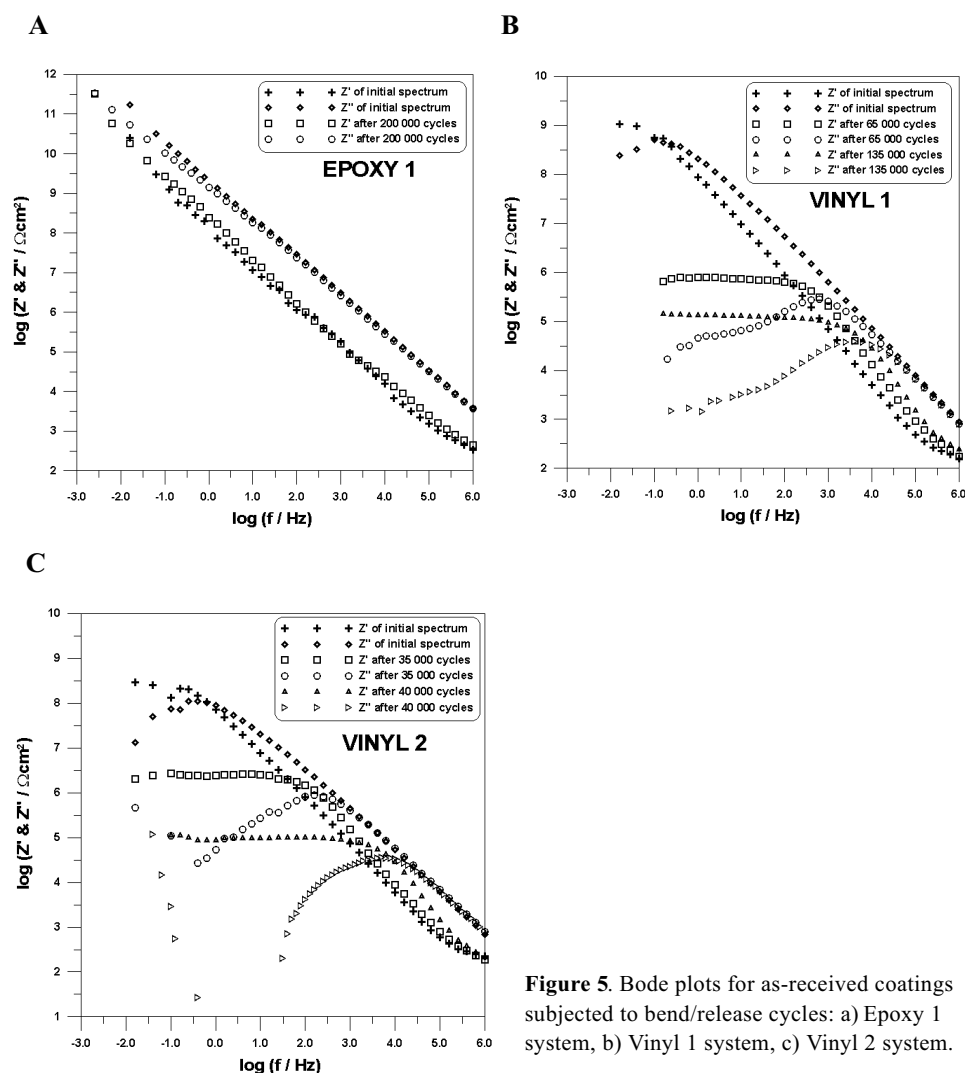 A
12
11
10
9
8
7
6
5
4
3
2
log (Z' & Z'' / Ωcm²)
Z' of initial spectrum
Z'' of initial spectrum
Z' after 200 000 cycles
Z'' after 200 000 cycles
EPOXY 1
-3.0 -2.0 -1.0 0.0 1.0 2.0 3.0 4.0 5.0 6.0
log (f / Hz)
B
10
9
8
7
6
5
4
3
2
log (Z' & Z'' / Ωcm²)
Z' of initial spectrum
Z'' of initial spectrum
Z' after 65 000 cycles
Z'' after 65 000 cycles
Z' after 135 000 cycles
Z'' after 135 000 cycles
VINYL 1
-3.0 -2.0 -1.0 0.0 1.0 2.0 3.0 4.0 5.0 6.0
log (f / Hz)
C
10
9
8
7
6
5
4
3
2
1
log (Z' & Z'' / Ωcm²)
Z' of initial spectrum
Z'' of initial spectrum
Z' after 35 000 cycles
Z'' after 35 000 cycles
Z' after 40 000 cycles
Z'' after 40 000 cycles
VINYL 2
-3.0 -2.0 -1.0 0.0 1.0 2.0 3.0 4.0 5.0 6.0
log (f / Hz)
Figure 5. Bode plots for as-received coatings
subjected to bend/release cycles: a) Epoxy 1
system, b) Vinyl 1 system, c) Vinyl 2 system.